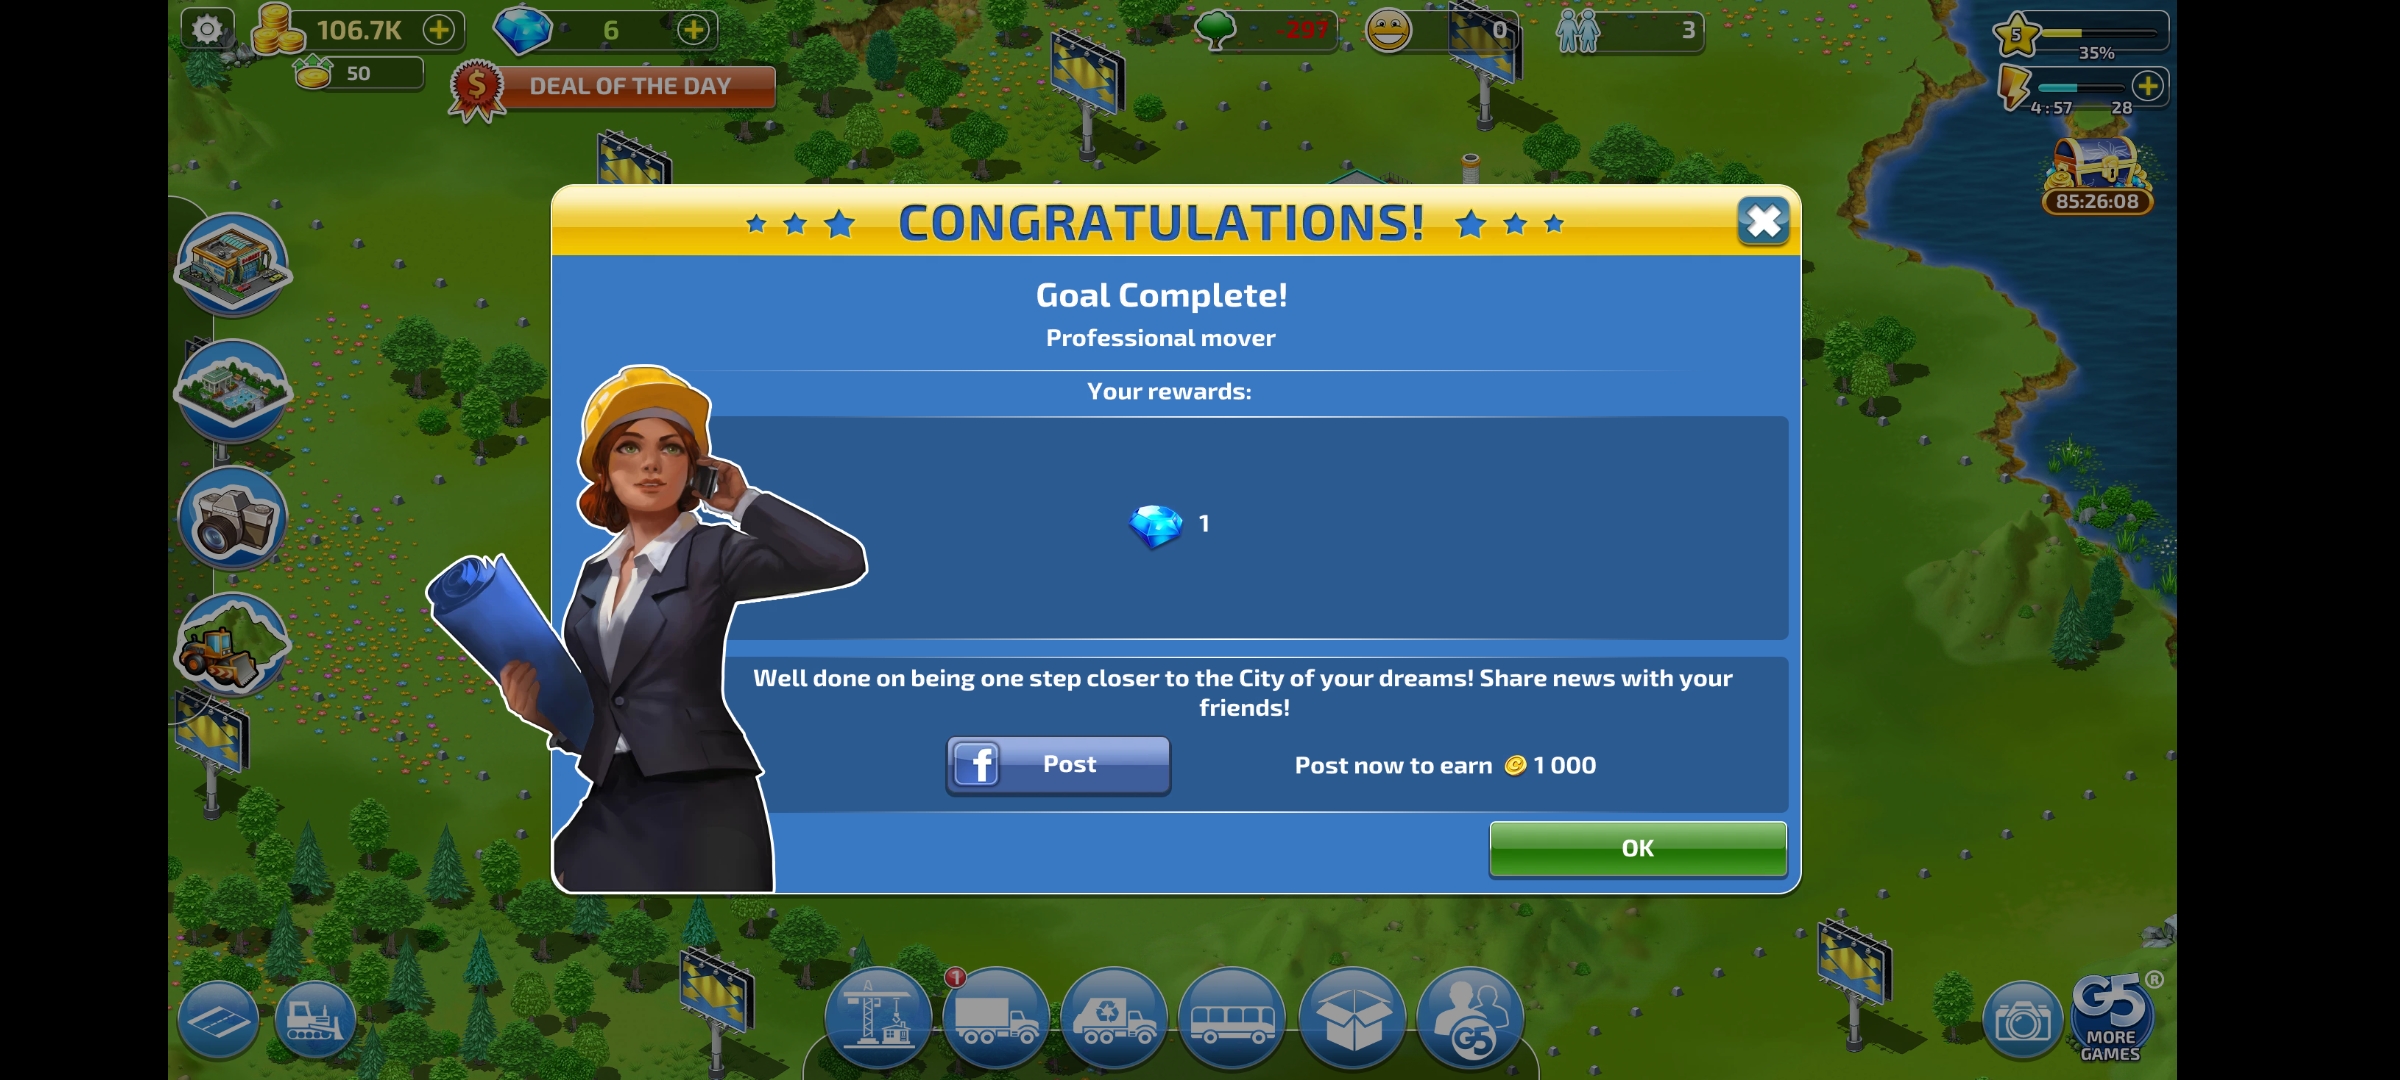 106.7K
6
-297
0
3
5
35%
50
DEAL OF THE DAY
4:57
28
85:26:08
CONGRATULATIONS!
Goal Complete!
Professional mover
Your rewards:
1
Well done on being one step closer to the City of your dreams! Share news with your
friends!
f Post
Post now to earn 1 000
OK
1
G5
G5®
MORE
GAMES